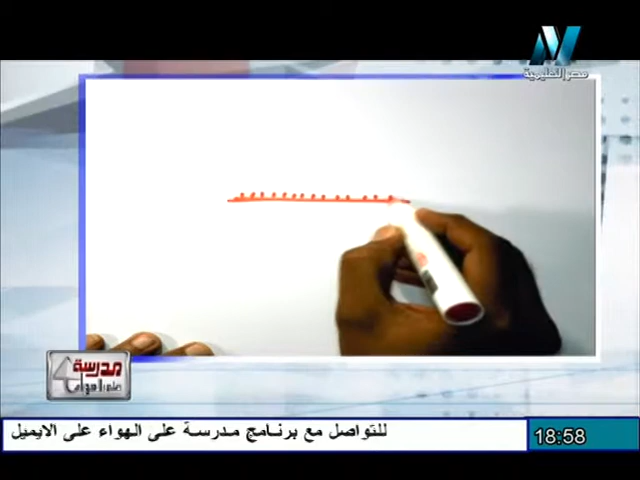 مصر التعليمية
مدرسة
على الهواء
للتواصل مع برنامج مدرسة على الهواء على الايميل
18:58